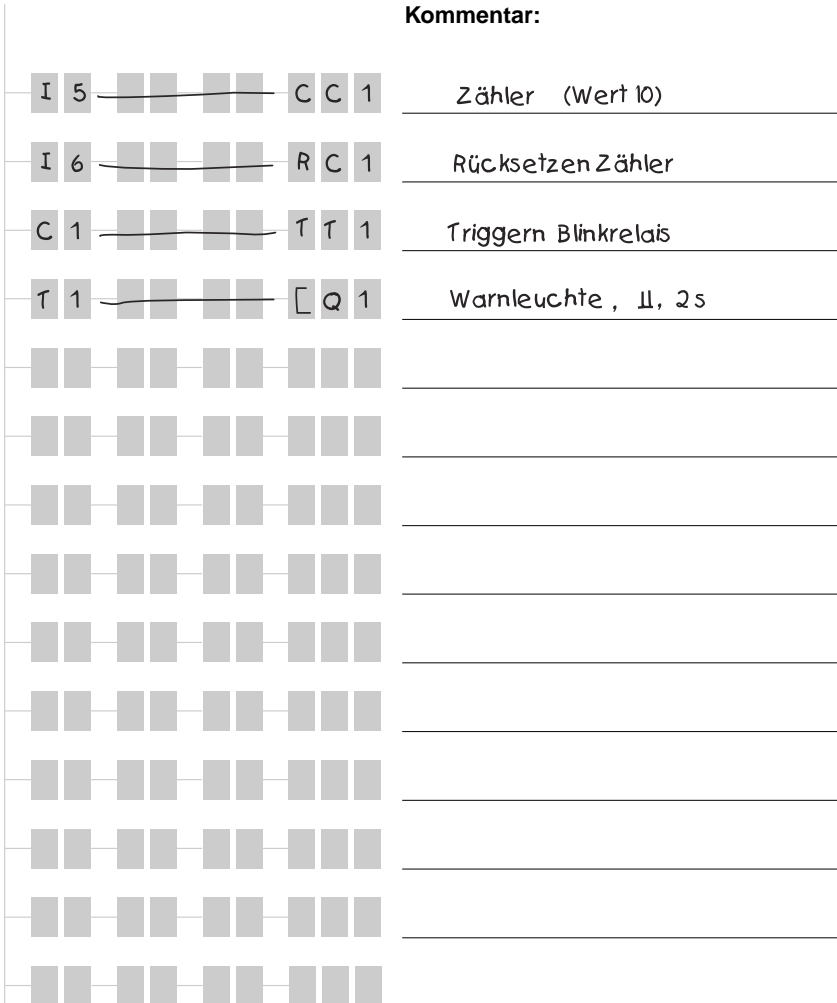 Kommentar:
I 5 C C 1 Zähler (Wert 10)
I 6 R C 1 Rücksetzen Zähler
C 1 T T 1 Triggern Blinkrelais
T 1 [ Q 1 Warnleuchte, ⨿, 2s